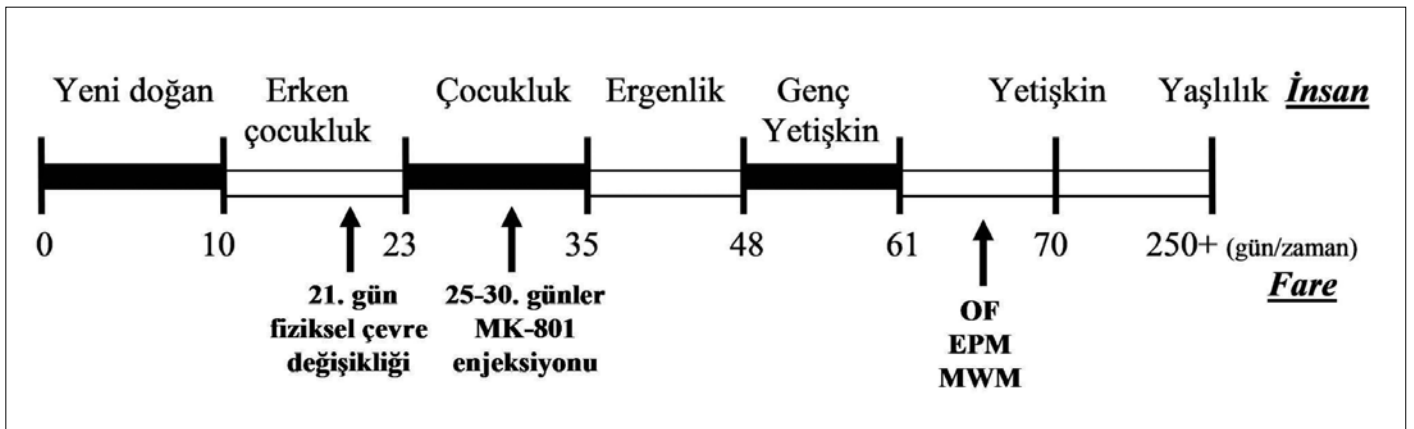 Yeni doğan Erken çocukluk Çocukluk Ergenlik Genç Yetişkin Yetişkin Yaşlılık İnsan
0 10 23 35 48 61 70 250+ (gün/zaman)
Fare
21. gün
fiziksel çevre
değişikliği
25-30. günler
MK-801
enjeksiyonu
OF
EPM
MWM